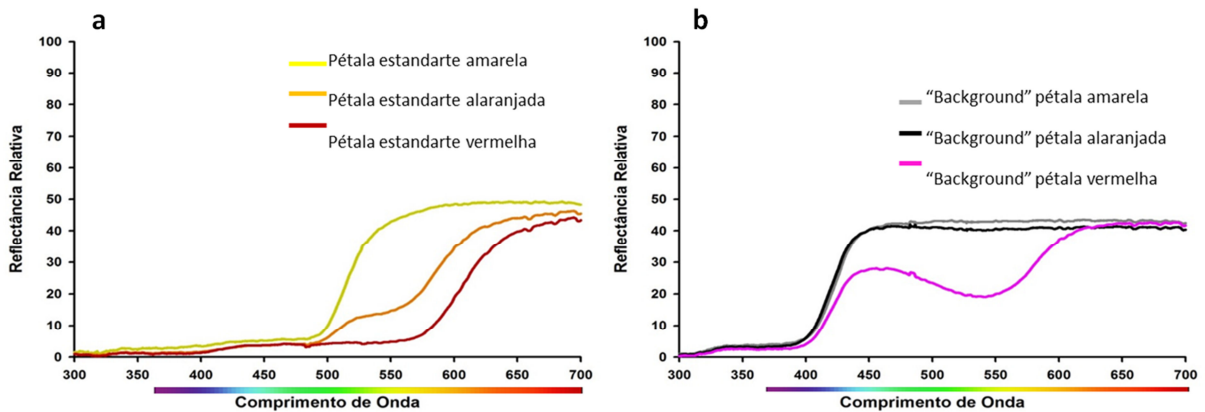 a
100
90
80
70
60
50
40
30
20
10
0
Reflectância Relativa
Pétala estandarte amarela
Pétala estandarte alaranjada
Pétala estandarte vermelha
300 350 400 450 500 550 600 650 700
Comprimento de Onda
b
100
90
80
70
60
50
40
30
20
10
0
Reflectância Relativa
“Background” pétala amarela
“Background” pétala alaranjada
“Background” pétala vermelha
300 350 400 450 500 550 600 650 700
Comprimento de Onda